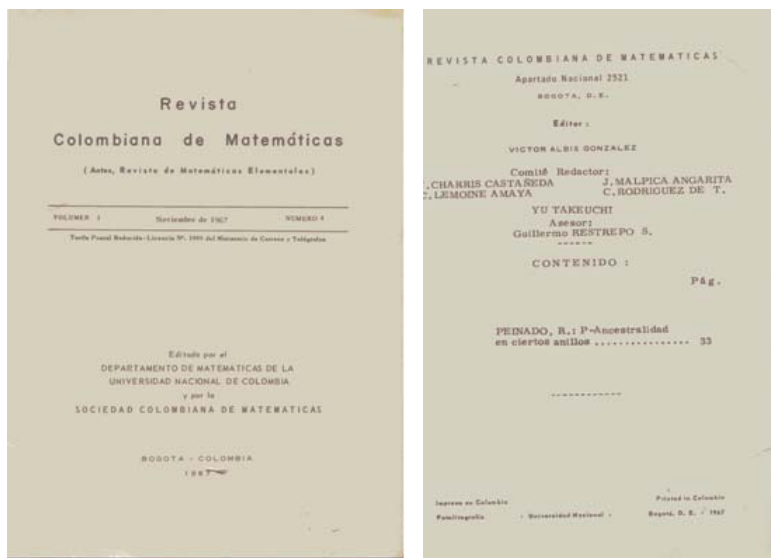 Revista
Colombiana de Matemáticas
(Antes, Revista de Matemáticas Elementales)
VOLUMEN I Noviembre de 1967 NUMERO 4
Tarifa Postal Reducida-Licencia Nº. 1995 del Ministerio de Correos y Telégrafos
Editada por el
DEPARTAMENTO DE MATEMATICAS DE LA
UNIVERSIDAD NACIONAL DE COLOMBIA
y por la
SOCIEDAD COLOMBIANA DE MATEMATICAS
BOGOTA - COLOMBIA
1967
REVISTA COLOMBIANA DE MATEMATICAS
Apartado Nacional 2521
BOGOTA, D.E.
Editor :
VICTOR ALBIS GONZALEZ
Comité Redactor:
.CHARRIS CASTAÑEDA J.MALPICA ANGARITA
C.LEMOINE AMAYA C.RODRIGUEZ DE T.
YU TAKEUCHI
Asesor:
Guillermo RESTREPO S.
------
CONTENIDO :
Pág.
PEINADO, R.: P-Ancestralidad
en ciertos anillos ................ 33
------------
Impreso en Colombia Printed in Colombia
- Universidad Nacional - Bogotá, D. E. - 1967